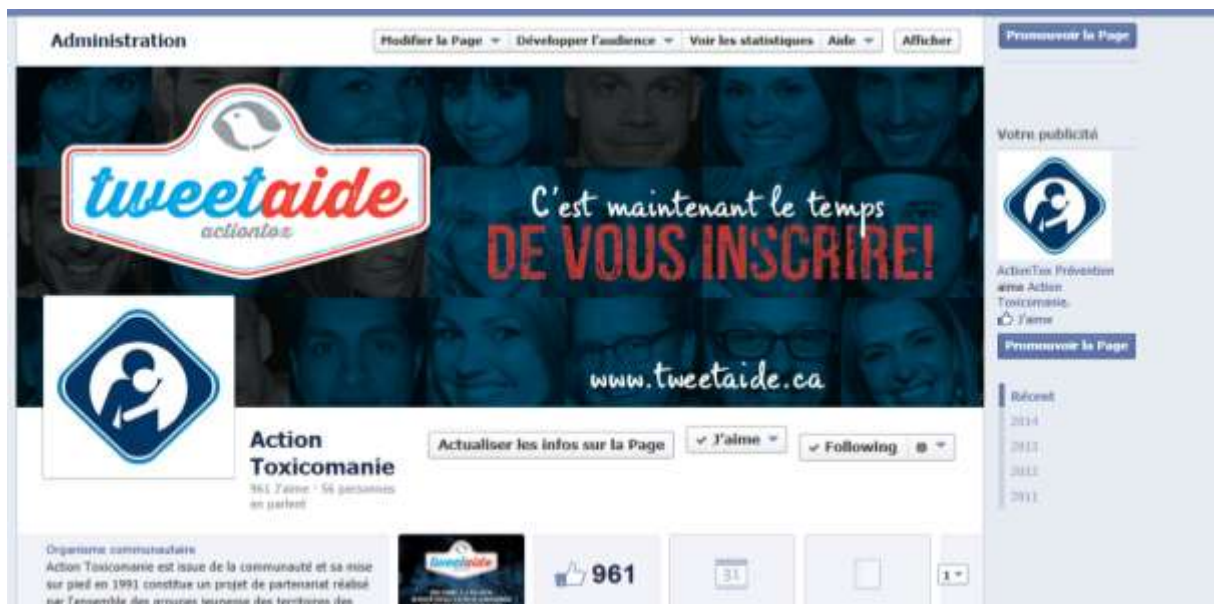 Administration
Modifier la Page
Développer l'audience
Voir les statistiques
Aide
Afficher
Promouvoir la Page
tweetaide
actiontox
C'est maintenant le temps
DE VOUS INSCRIRE!
www.tweetaide.ca
Votre publicité
ActionTox Prévention
aime Action
Toxicomanie.
J'aime
Promouvoir la Page
Récent
2014
2013
2012
2011
Action
Toxicomanie
961 J'aime · 56 personnes
en parlent
Actualiser les infos sur la Page
J'aime
Following
Organisme communautaire
Action Toxicomanie est issue de la communauté et sa mise
sur pied en 1991 constitue un projet de partenariat réalisé
par l'ensemble des groupes jeunesse des territoires des
tweetaide
961
31
1